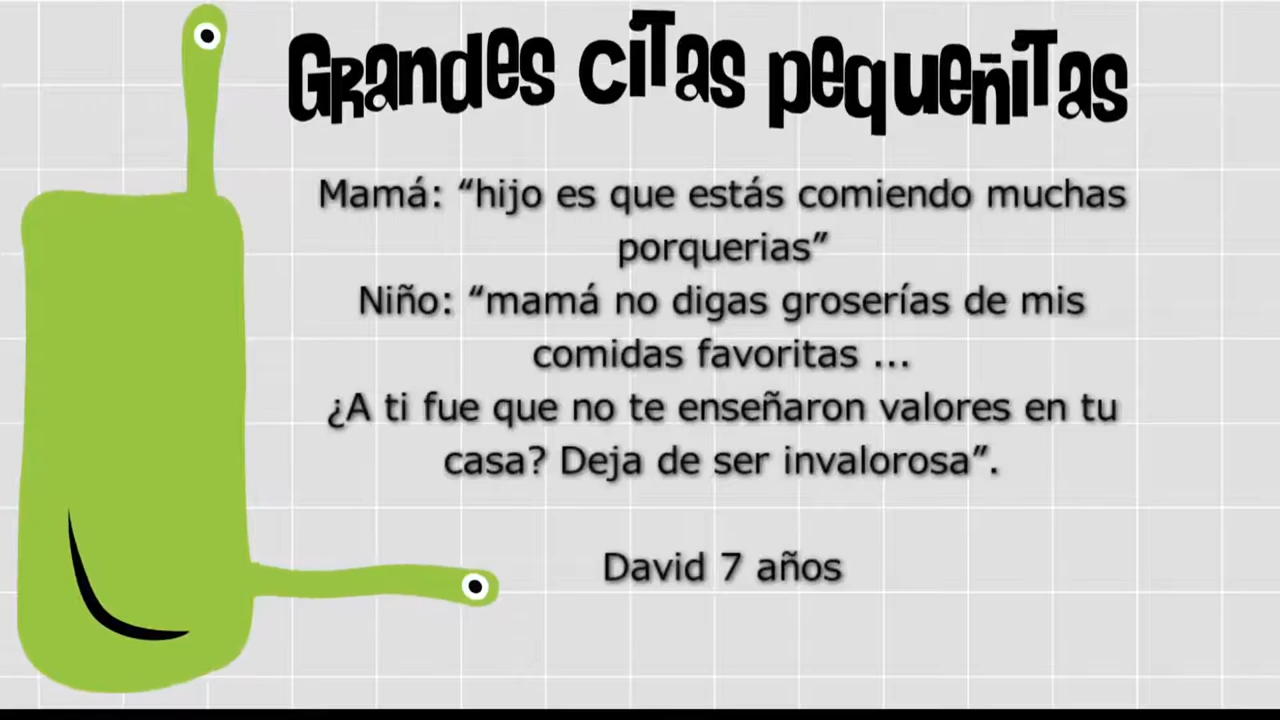 Grandes citas pequeñitas
Mamá: “hijo es que estás comiendo muchas
porquerias”
Niño: “mamá no digas groserías de mis
comidas favoritas ...
¿A ti fue que no te enseñaron valores en tu
casa? Deja de ser invalorosa”.
David 7 años